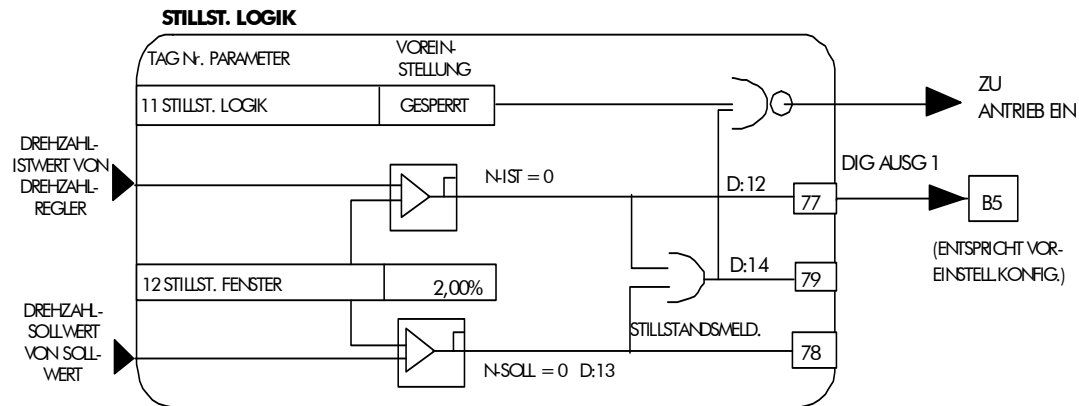 STILLST. LOGIK
TAG Nr. PARAMETER
VOREIN-
STELLUNG
11 STILLST. LOGIK
GESPERRT
ZU
ANTRIEB EIN
DREHZAHL-
ISTWERT VON
DREHZAHL-
REGLER
N-IST = 0
D:12
77
DIG AUSG 1
B5
(ENTSPRICHT VOR-
EINSTELL KONFIG.)
12 STILLST. FENSTER
2,00%
D:14
79
DREHZAHL-
SOLLWERT
VON SOLL-
WERT
STILLSTANDSMELD.
78
N-SOLL = 0 D:13